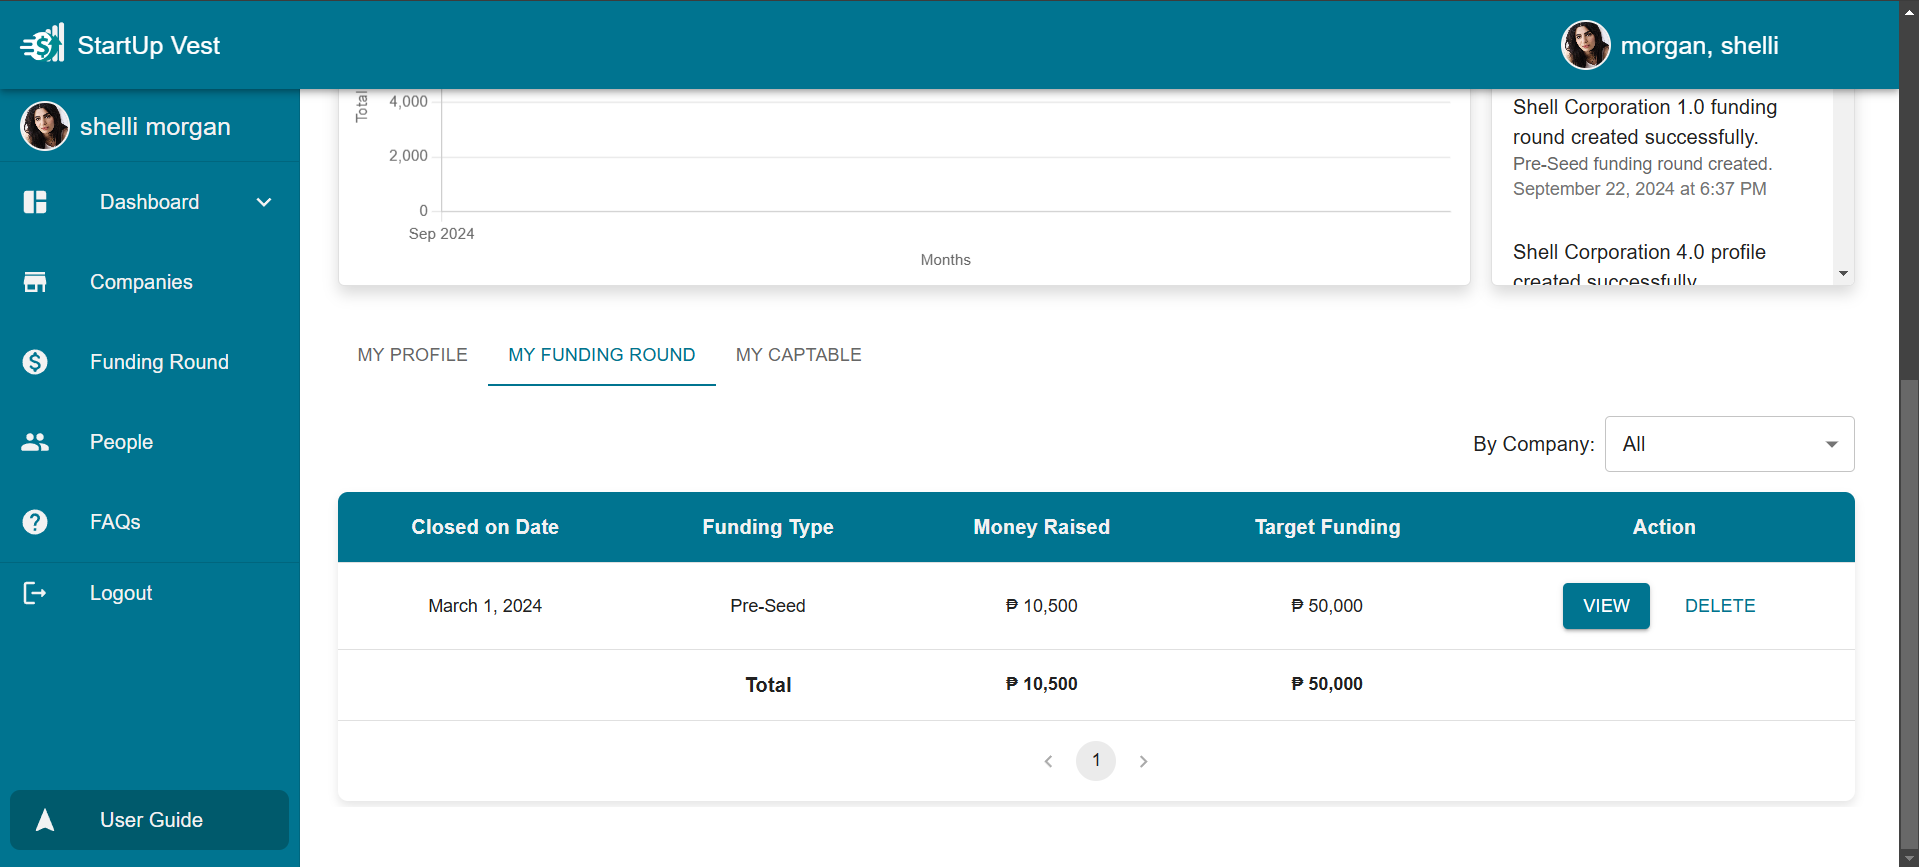 StartUp Vest
morgan, shelli
shelli morgan
Dashboard
Companies
Funding Round
People
FAQs
Logout
User Guide
Total
4,000
2,000
0
Sep 2024
Months
Shell Corporation 1.0 funding
round created successfully.
Pre-Seed funding round created.
September 22, 2024 at 6:37 PM
Shell Corporation 4.0 profile
created successfully
MY PROFILE MY FUNDING ROUND MY CAPTABLE
By Company: All
Closed on Date Funding Type Money Raised Target Funding Action
March 1, 2024 Pre-Seed ₱ 10,500 ₱ 50,000 VIEW DELETE
Total ₱ 10,500 ₱ 50,000
1